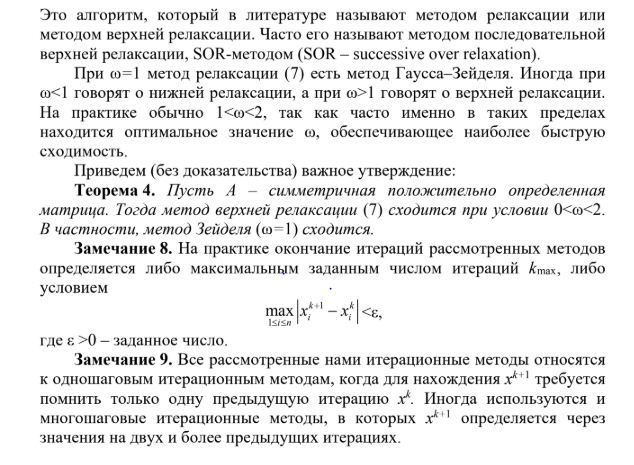 Это алгоритм, который в литературе называют методом релаксации или
методом верхней релаксации. Часто его называют методом последовательной
верхней релаксации, SOR-методом (SOR – successive over relaxation).
При ω=1 метод релаксации (7) есть метод Гаусса–Зейделя. Иногда при
ω<1 говорят о нижней релаксации, а при ω>1 говорят о верхней релаксации.
На практике обычно 1<ω<2, так как часто именно в таких пределах
находится оптимальное значение ω, обеспечивающее наиболее быструю
сходимость.
Приведем (без доказательства) важное утверждение:
Теорема 4. Пусть A – симметричная положительно определенная
матрица. Тогда метод верхней релаксации (7) сходится при условии 0<ω<2.
В частности, метод Зейделя (ω=1) сходится.
Замечание 8. На практике окончание итераций рассмотренных методов
определяется либо максимальным заданным числом итераций kmax, либо
условием
max |x_i^{k+1} − x_i^k| <ε,
1≤i≤n
где ε >0 – заданное число.
Замечание 9. Все рассмотренные нами итерационные методы относятся
к одношаговым итерационным методам, когда для нахождения x^{k+1} требуется
помнить только одну предыдущую итерацию x^k. Иногда используются и
многошаговые итерационные методы, в которых x^{k+1} определяется через
значения на двух и более предыдущих итерациях.